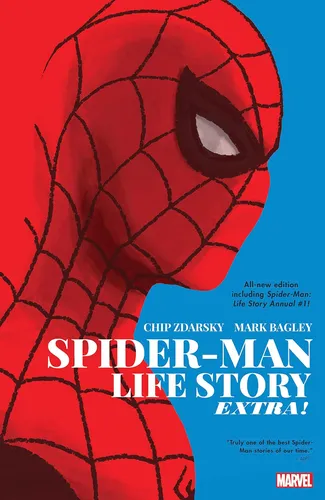 All-new edition
including Spider-Man:
Life Story Annual #1!
CHIP ZDARSKY MARK BAGLEY
SPIDER-MAN
LIFE STORY
EXTRA!
"Truly one of the best Spider-
Man stories of our time."
MARVEL